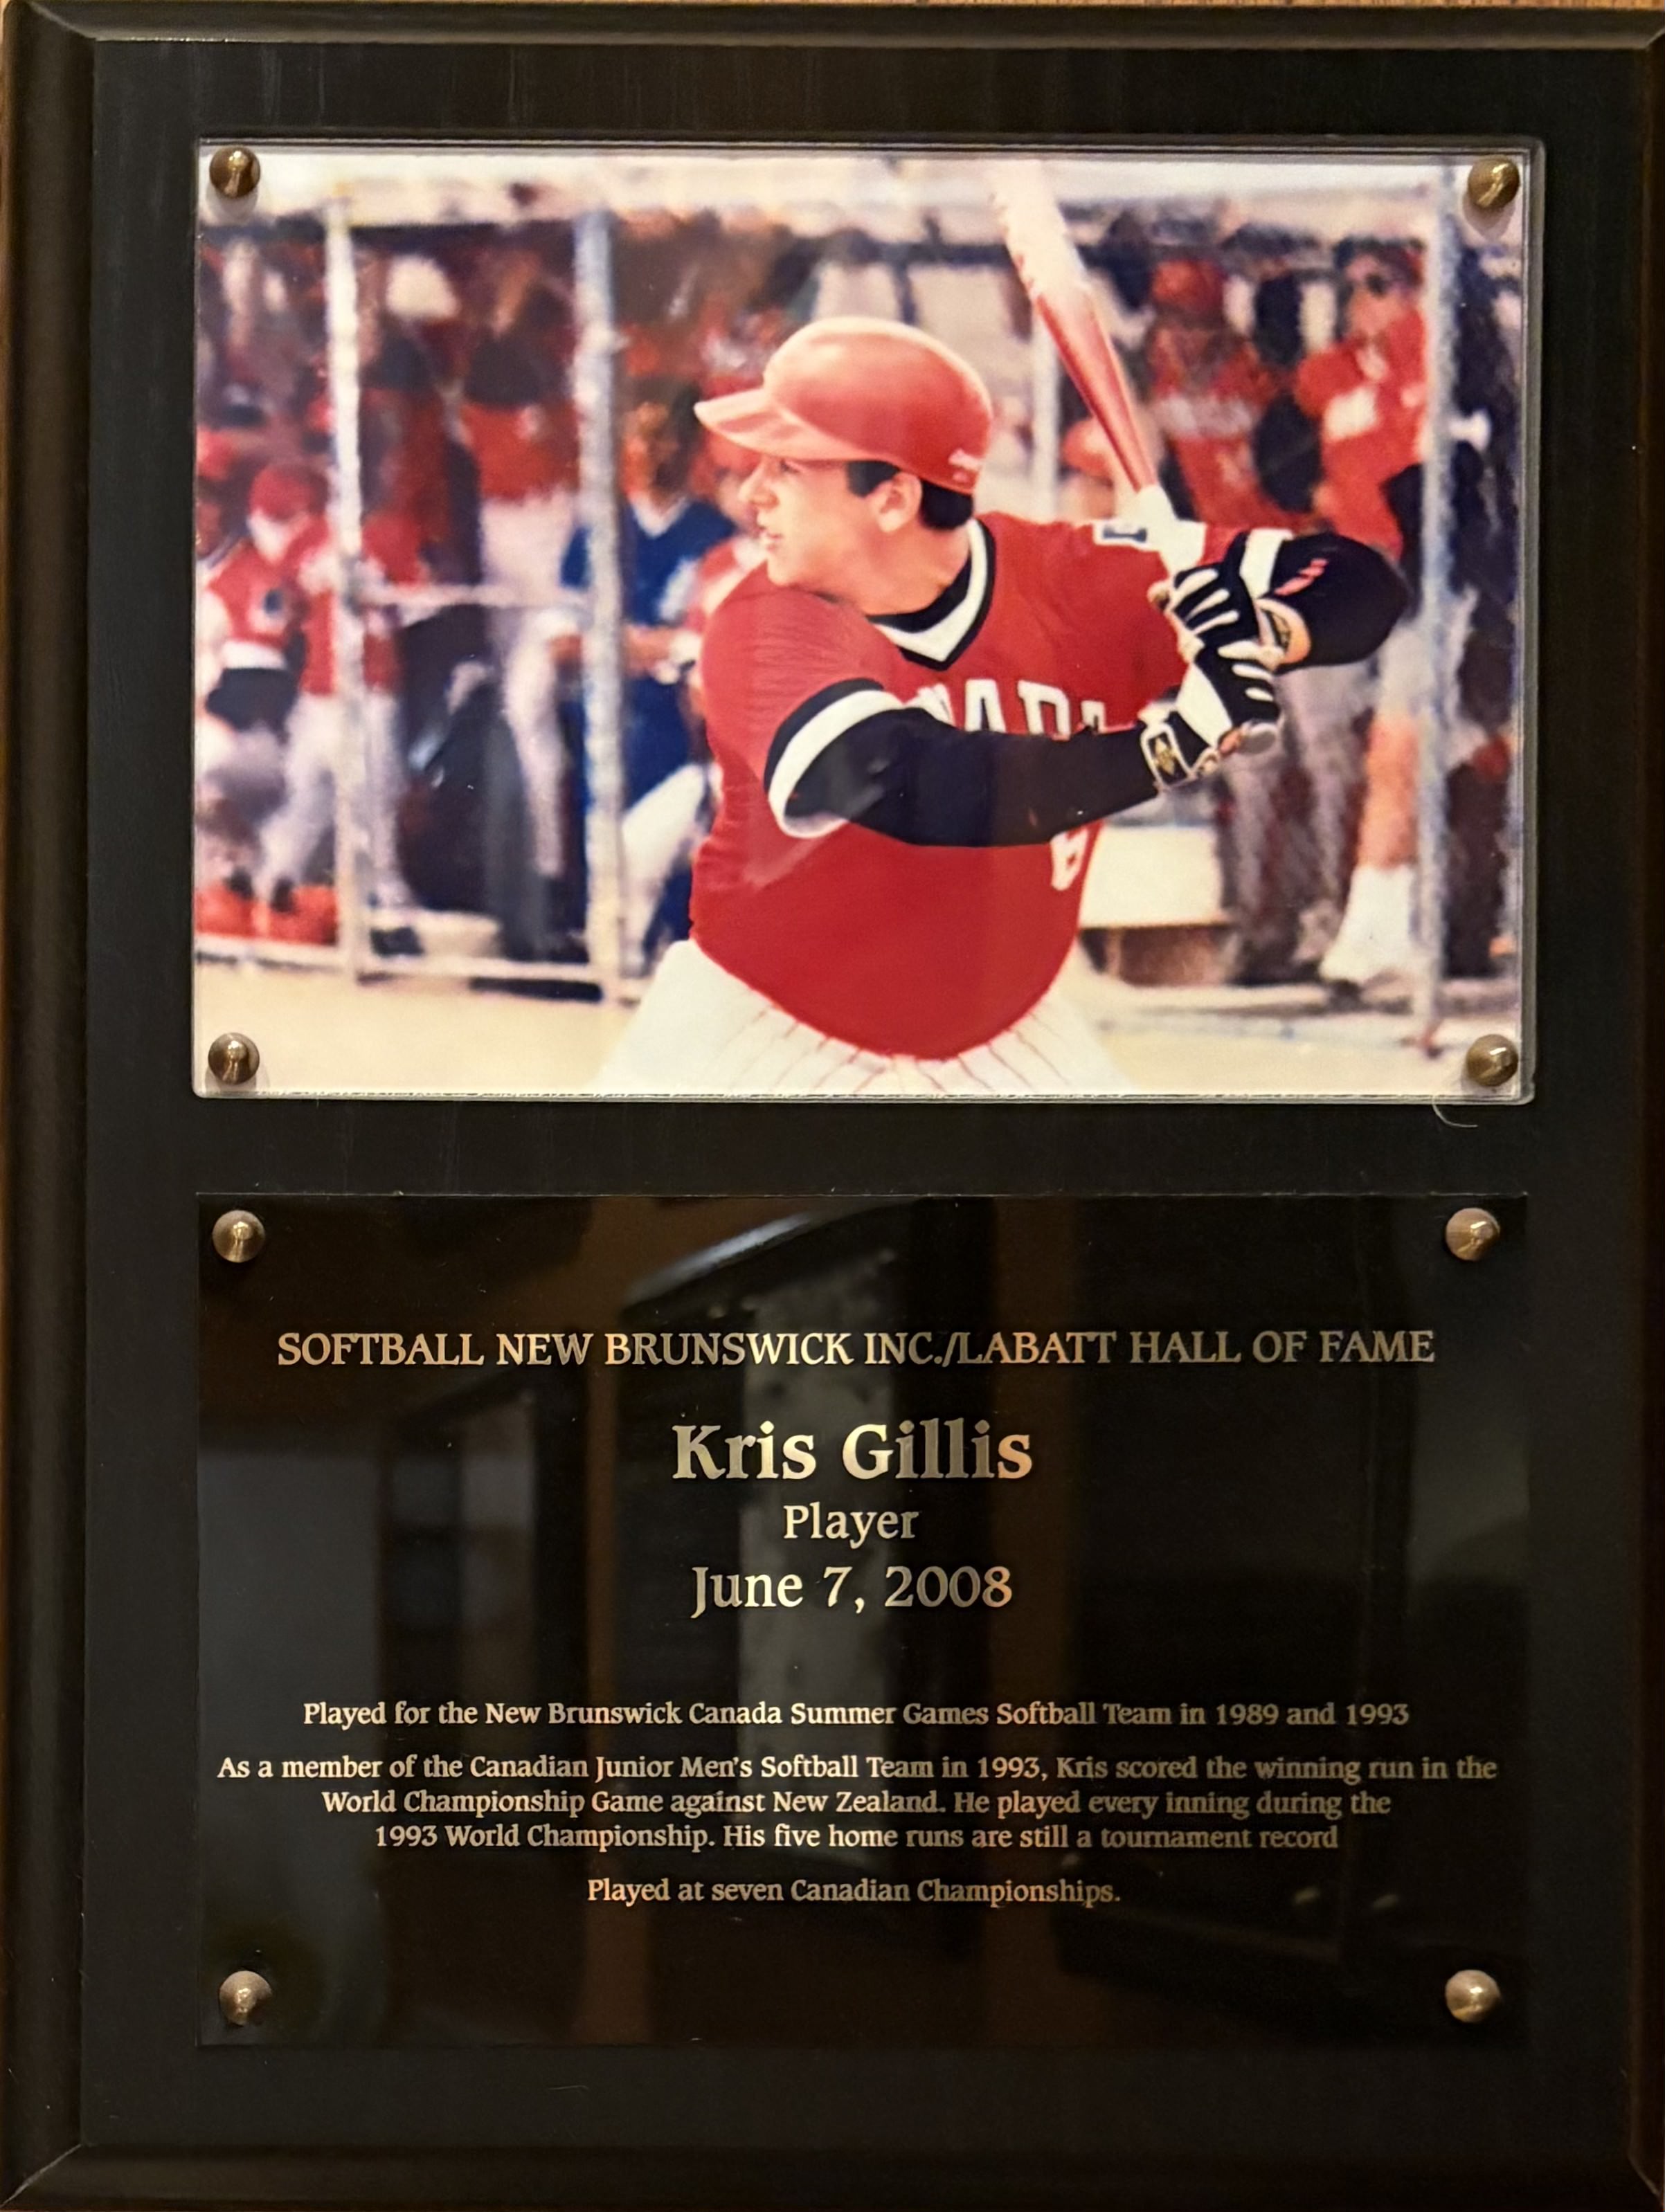 NADA
6
SOFTBALL NEW BRUNSWICK INC./LABATT HALL OF FAME
Kris Gillis
Player
June 7, 2008
Played for the New Brunswick Canada Summer Games Softball Team in 1989 and 1993
As a member of the Canadian Junior Men's Softball Team in 1993, Kris scored the winning run in the
World Championship Game against New Zealand. He played every inning during the
1993 World Championship. His five home runs are still a tournament record
Played at seven Canadian Championships.